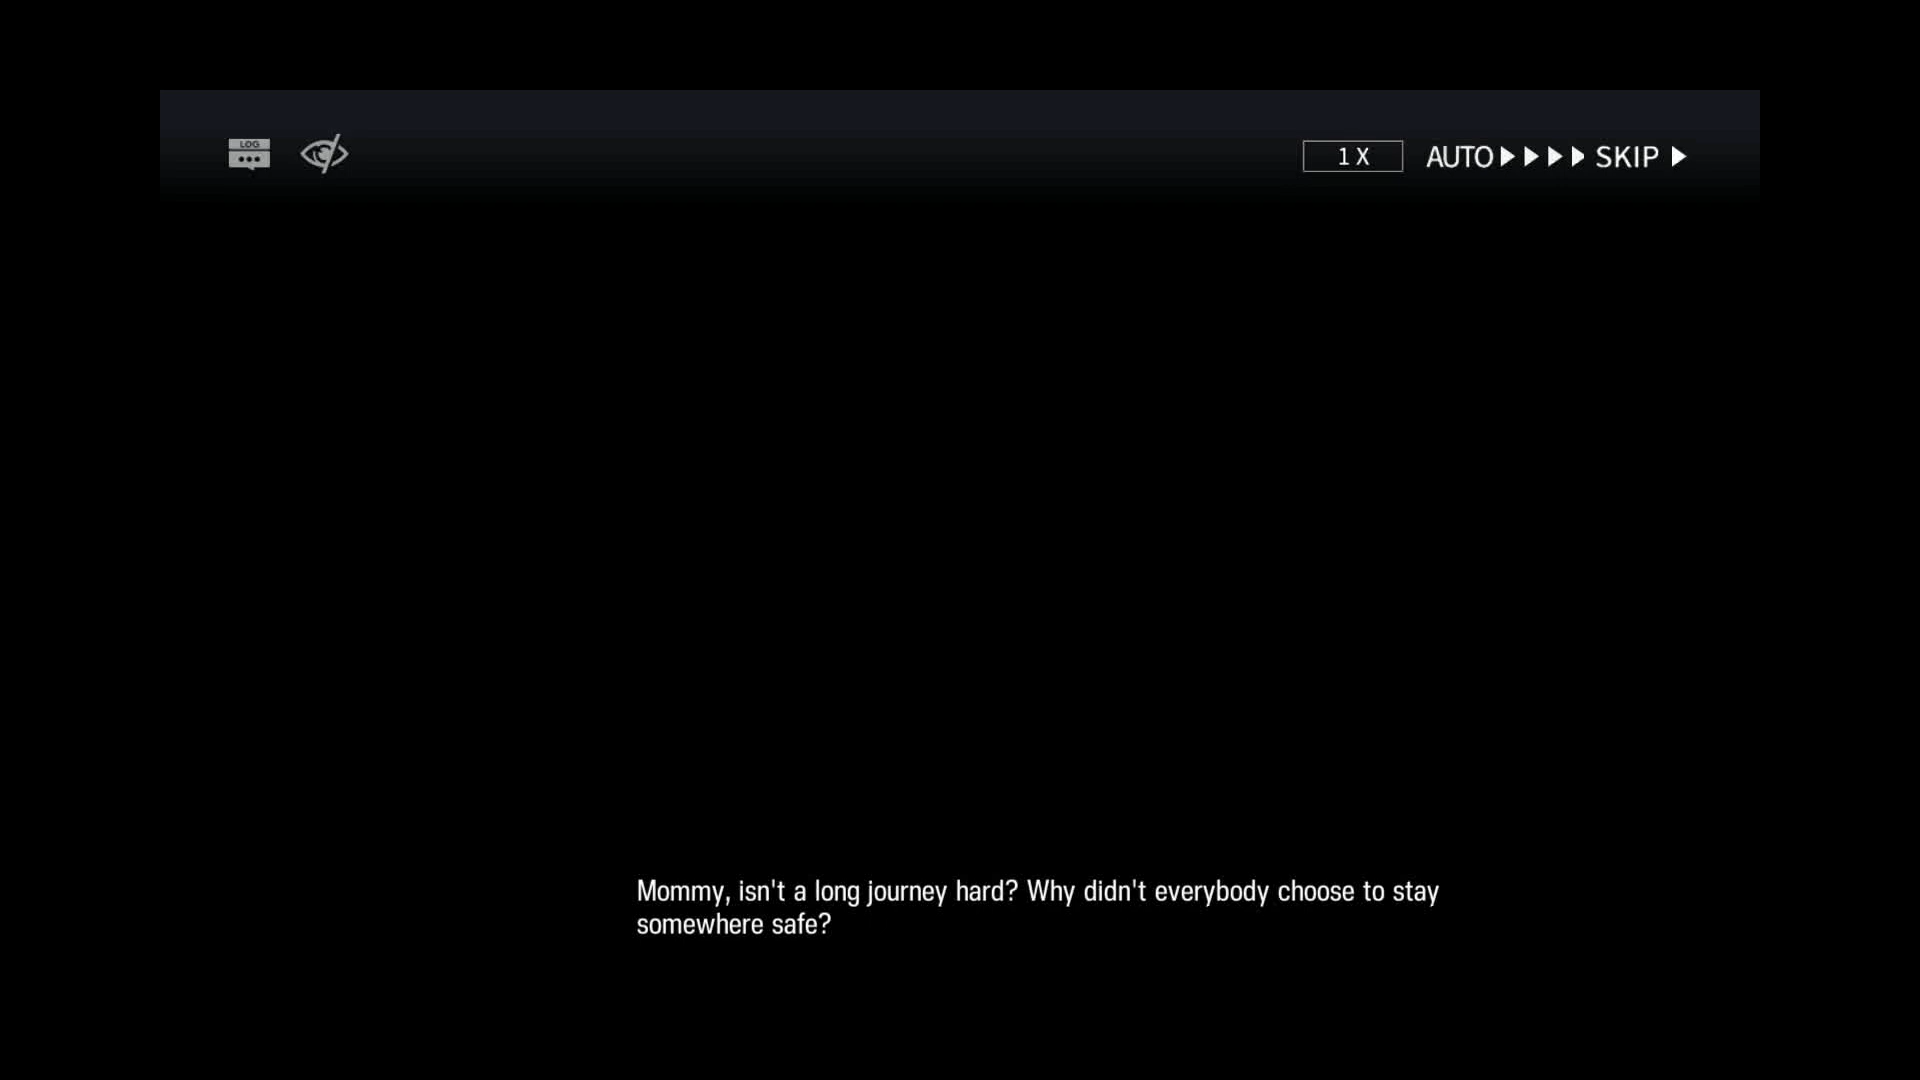 LOG
1 X AUTO SKIP
Mommy, isn't a long journey hard? Why didn't everybody choose to stay
somewhere safe?